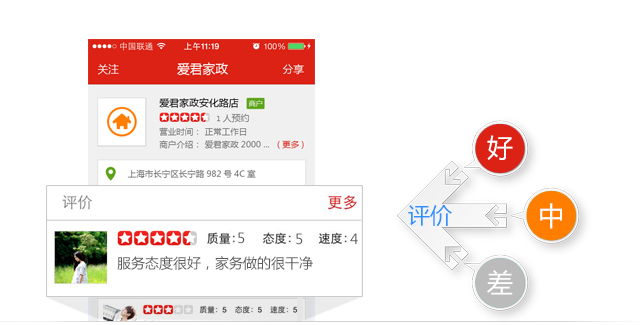 中国联通 上午11:19 100%
关注 爱君家政 分享
爱君家政安化路店 商户
1 人预约
营业时间： 正常工作日
商户介绍： 爱君家政 2000 ... （更多）
上海市长宁区长宁路 982 号 4C 室
评价 更多
质量：5 态度：5 速度：4
服务态度很好，家务做的很干净
质量：5 态度：5 速度：5
好
评价 中
差